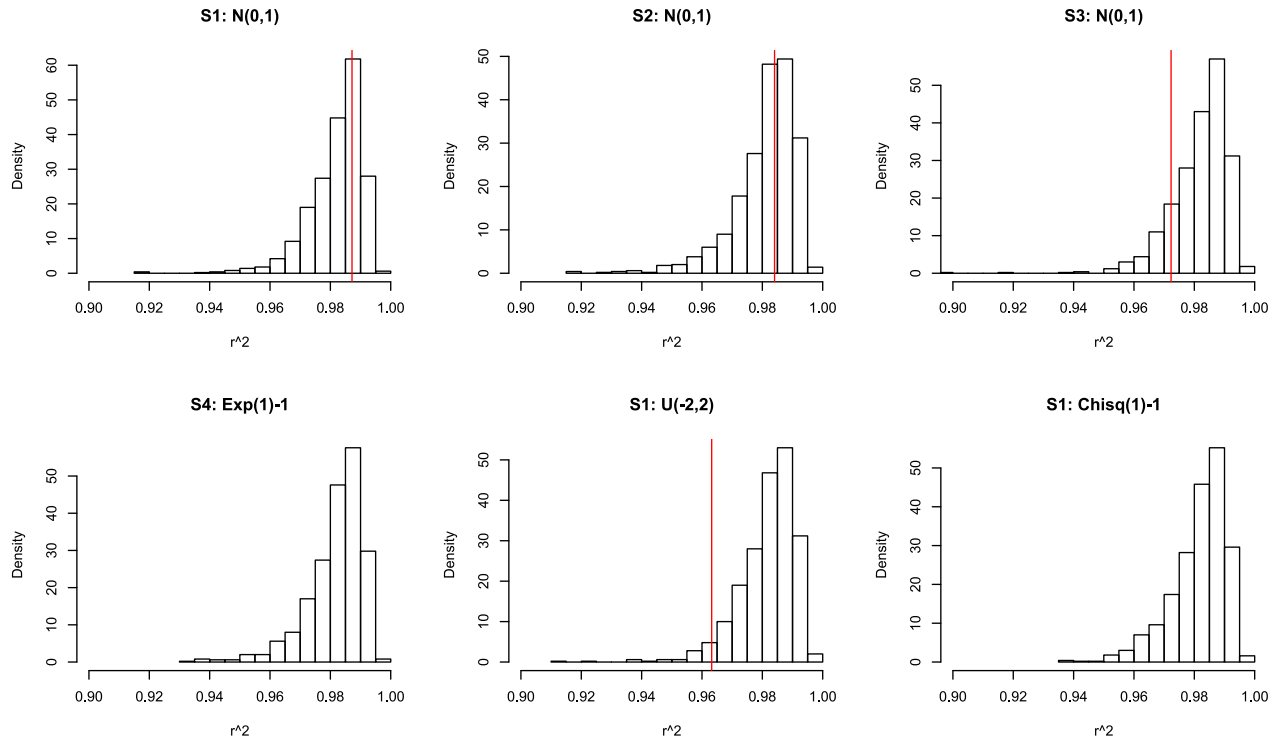 S1: N(0,1)
Density
0 10 20 30 40 50 60
0.90 0.92 0.94 0.96 0.98 1.00
r^2
S2: N(0,1)
Density
0 10 20 30 40 50
0.90 0.92 0.94 0.96 0.98 1.00
r^2
S3: N(0,1)
Density
0 10 20 30 40 50
0.90 0.92 0.94 0.96 0.98 1.00
r^2
S4: Exp(1)-1
Density
0 10 20 30 40 50
0.90 0.92 0.94 0.96 0.98 1.00
r^2
S1: U(-2,2)
Density
0 10 20 30 40 50
0.90 0.92 0.94 0.96 0.98 1.00
r^2
S1: Chisq(1)-1
Density
0 10 20 30 40 50
0.90 0.92 0.94 0.96 0.98 1.00
r^2